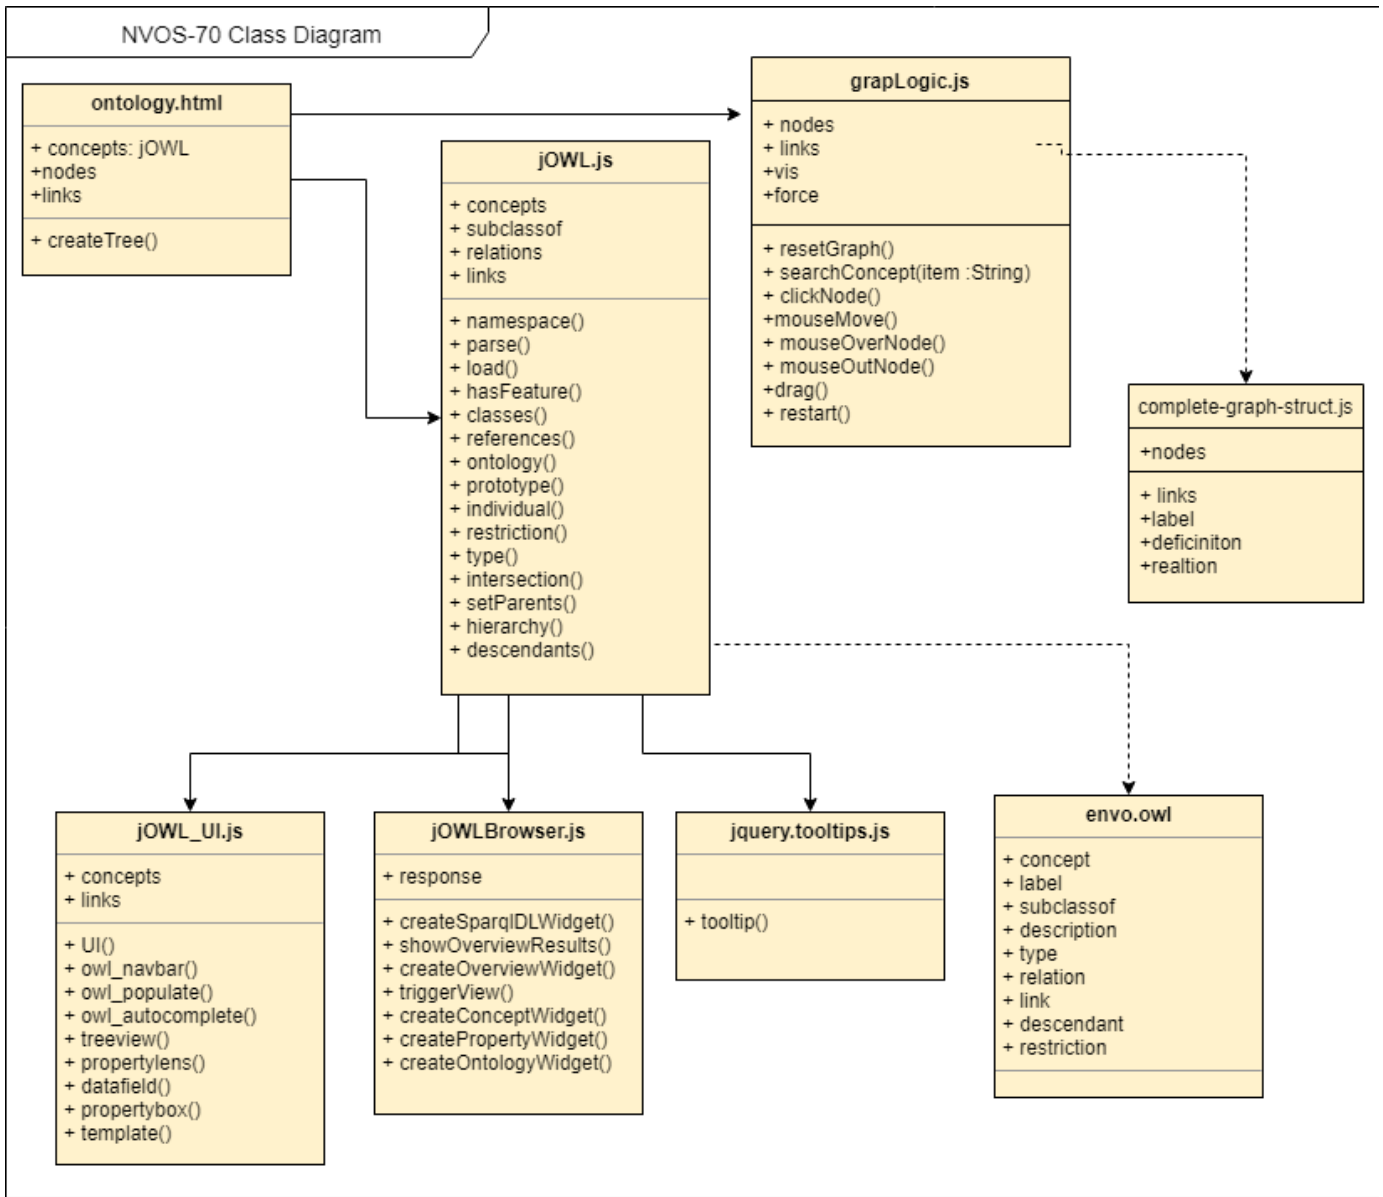 NVOS-70 Class Diagram
ontology.html
+ concepts: jOWL
+nodes
+links
+ createTree()
grapLogic.js
+ nodes
+ links
+vis
+force
+ resetGraph()
+ searchConcept(item :String)
+ clickNode()
+mouseMove()
+ mouseOverNode()
+ mouseOutNode()
+drag()
+ restart()
jOWL.js
+ concepts
+ subclassof
+ relations
+ links
+ namespace()
+ parse()
+ load()
+ hasFeature()
+ classes()
+ references()
+ ontology()
+ prototype()
+ individual()
+ restriction()
+ type()
+ intersection()
+ setParents()
+ hierarchy()
+ descendants()
complete-graph-struct.js
+nodes
+ links
+label
+deficiniton
+realtion
jOWL_UI.js
+ concepts
+ links
+ UI()
+ owl_navbar()
+ owl_populate()
+ owl_autocomplete()
+ treeview()
+ propertylens()
+ datafield()
+ propertybox()
+ template()
jOWLBrowser.js
+ response
+ createSparqlDLWidget()
+ showOverviewResults()
+ createOverviewWidget()
+ triggerView()
+ createConceptWidget()
+ createPropertyWidget()
+ createOntologyWidget()
jquery.tooltips.js
+ tooltip()
envo.owl
+ concept
+ label
+ subclassof
+ description
+ type
+ relation
+ link
+ descendant
+ restriction